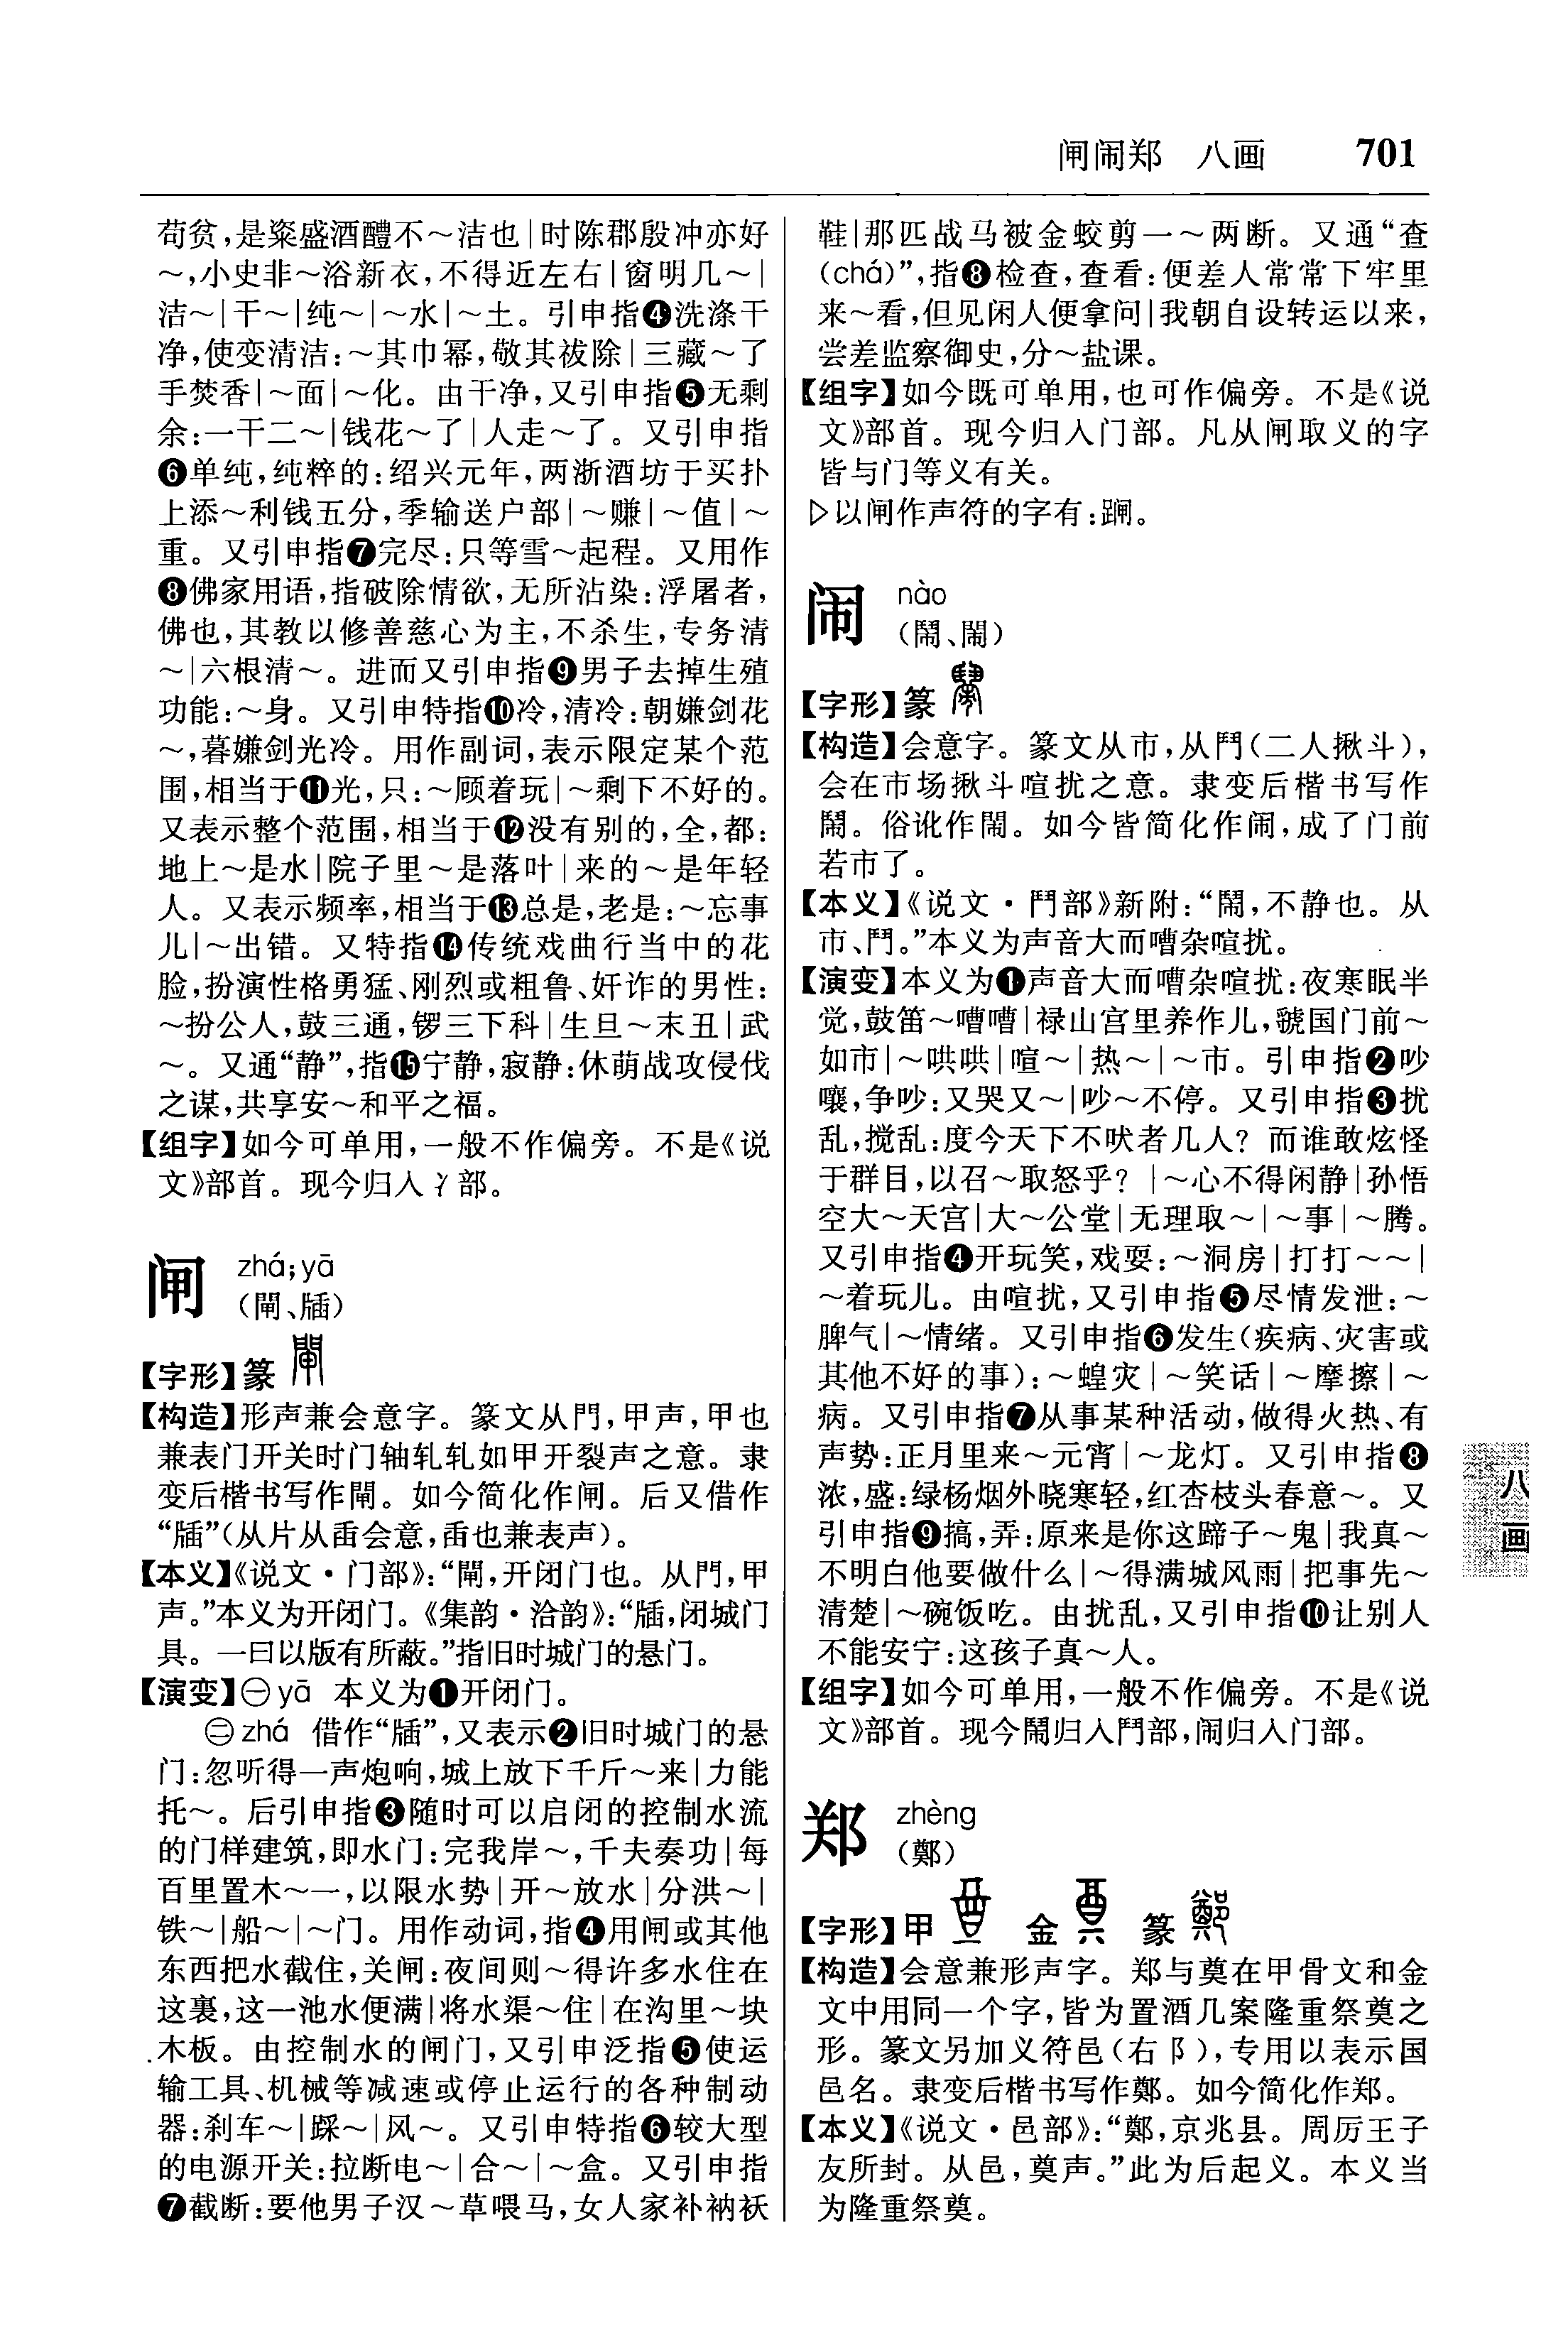 闸闹郑 八画 701
苟贫，是粢盛酒醴不～洁也|时陈郡殷冲亦好
～，小史非～浴新衣，不得近左右|窗明几～|
洁～|干～|纯～|～水|～土。引申指❹洗涤干
净，使变清洁：～其巾幂，敬其祓除|三藏～了
手焚香|～面|～化。由干净，又引申指❺无剩
余：一干二～|钱花～了|人走～了。又引申指
❻单纯，纯粹的：绍兴元年，两浙酒坊于买扑
上添～利钱五分，季输送户部|～赚|～值|～
重。又引申指❼完尽：只等雪～起程。又用作
❽佛家用语，指破除情欲，无所沾染：浮屠者，
佛也，其教以修善慈心为主，不杀生，专务清
～|六根清～。进而又引申指❾男子去掉生殖
功能：～身。又引申特指❿冷，清冷：朝嫌剑花
～，暮嫌剑光冷。用作副词，表示限定某个范
围，相当于⓫光，只：～顾着玩|～剩下不好的。
又表示整个范围，相当于⓬没有别的，全，都：
地上～是水|院子里～是落叶|来的～是年轻
人。又表示频率，相当于⓭总是，老是：～忘事
儿|～出错。又特指⓮传统戏曲行当中的花
脸，扮演性格勇猛、刚烈或粗鲁、奸诈的男性：
～扮公人，鼓三通，锣三下科|生旦～末丑|武
～。又通“静”，指⓯宁静，寂静：休萌战攻侵伐
之谋，共享安～和平之福。
【组字】如今可单用，一般不作偏旁。不是《说
文》部首。现今归入冫部。
闸 zhá；yā
（閘、牐）
【字形】篆
【构造】形声兼会意字。篆文从門，甲声，甲也
兼表门开关时门轴轧轧如甲开裂声之意。隶
变后楷书写作閘。如今简化作闸。后又借作
“牐”（从片从臿会意，臿也兼表声）。
【本义】《说文·门部》：“閘，开闭门也。从門，甲
声。”本义为开闭门。《集韵·洽韵》：“牐，闭城门
具。一曰以版有所蔽。”指旧时城门的悬门。
【演变】㊀yā 本义为❶开闭门。
㊁zhá 借作“牐”，又表示❷旧时城门的悬
门：忽听得一声炮响，城上放下千斤～来|力能
托～。后引申指❸随时可以启闭的控制水流
的门样建筑，即水门：完我岸～，千夫奏功|每
百里置木～一，以限水势|开～放水|分洪～|
铁～|船～|～门。用作动词，指❹用闸或其他
东西把水截住，关闸：夜间则～得许多水住在
这裏，这一池水便满|将水渠～住|在沟里～块
木板。由控制水的闸门，又引申泛指❺使运
输工具、机械等减速或停止运行的各种制动
器：刹车～|踩～|风～。又引申特指❻较大型
的电源开关：拉断电～|合～|～盒。又引申指
❼截断：要他男子汉～草喂马，女人家补衲袄
鞋|那匹战马被金蛟剪一～两断。又通“查
（chá）”，指❽检查，查看：便差人常常下牢里
来～看，但见闲人便拿问|我朝自设转运以来，
尝差监察御史，分～盐课。
【组字】如今既可单用，也可作偏旁。不是《说
文》部首。现今归入门部。凡从闸取义的字
皆与门等义有关。
▷以闸作声符的字有：𨅓。
闹 nào
（鬧、閙）
【字形】篆
【构造】会意字。篆文从市，从鬥（二人揪斗），
会在市场揪斗喧扰之意。隶变后楷书写作
鬧。俗讹作閙。如今皆简化作闹，成了门前
若市了。
【本义】《说文·鬥部》新附：“鬧，不静也。从
市、鬥。”本义为声音大而嘈杂喧扰。
【演变】本义为❶声音大而嘈杂喧扰：夜寒眠半
觉，鼓笛～嘈嘈|禄山宫里养作儿，虢国门前～
如市|～哄哄|喧～|热～|～市。引申指❷吵
嚷，争吵：又哭又～|吵～不停。又引申指❸扰
乱，搅乱：度今天下不吠者几人？而谁敢炫怪
于群目，以召～取怒乎？|～心不得闲静|孙悟
空大～天宫|大～公堂|无理取～|～事|～腾。
又引申指❹开玩笑，戏耍：～洞房|打打～～|
～着玩儿。由喧扰，又引申指❺尽情发泄：～
脾气|～情绪。又引申指❻发生（疾病、灾害或
其他不好的事）：～蝗灾|～笑话|～摩擦|～
病。又引申指❼从事某种活动，做得火热、有
声势：正月里来～元宵|～龙灯。又引申指❽
浓，盛：绿杨烟外晓寒轻，红杏枝头春意～。又
引申指❾搞，弄：原来是你这蹄子～鬼|我真～
不明白他要做什么|～得满城风雨|把事先～
清楚|～碗饭吃。由扰乱，又引申指❿让别人
不能安宁：这孩子真～人。
【组字】如今可单用，一般不作偏旁。不是《说
文》部首。现今鬧归入鬥部，闹归入门部。
郑 zhèng
（鄭）
【字形】甲 金 篆
【构造】会意兼形声字。郑与奠在甲骨文和金
文中用同一个字，皆为置酒几案隆重祭奠之
形。篆文另加义符邑（右阝），专用以表示国
邑名。隶变后楷书写作鄭。如今简化作郑。
【本义】《说文·邑部》：“鄭，京兆县。周厉王子
友所封。从邑，奠声。”此为后起义。本义当
为隆重祭奠。
八画